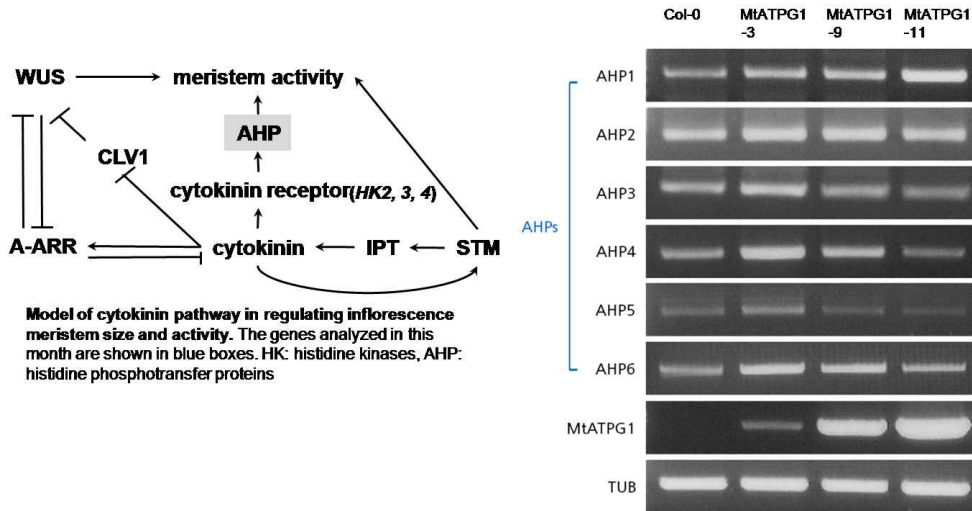 WUS
meristem activity
AHP
CLV1
cytokinin receptor(HK2, 3, 4)
A-ARR
cytokinin
IPT
STM
Model of cytokinin pathway in regulating inflorescence
meristem size and activity. The genes analyzed in this
month are shown in blue boxes. HK: histidine kinases, AHP:
histidine phosphotransfer proteins
Col-0
MtATPG1
-3
MtATPG1
-9
MtATPG1
-11
AHPs
AHP1
AHP2
AHP3
AHP4
AHP5
AHP6
MtATPG1
TUB